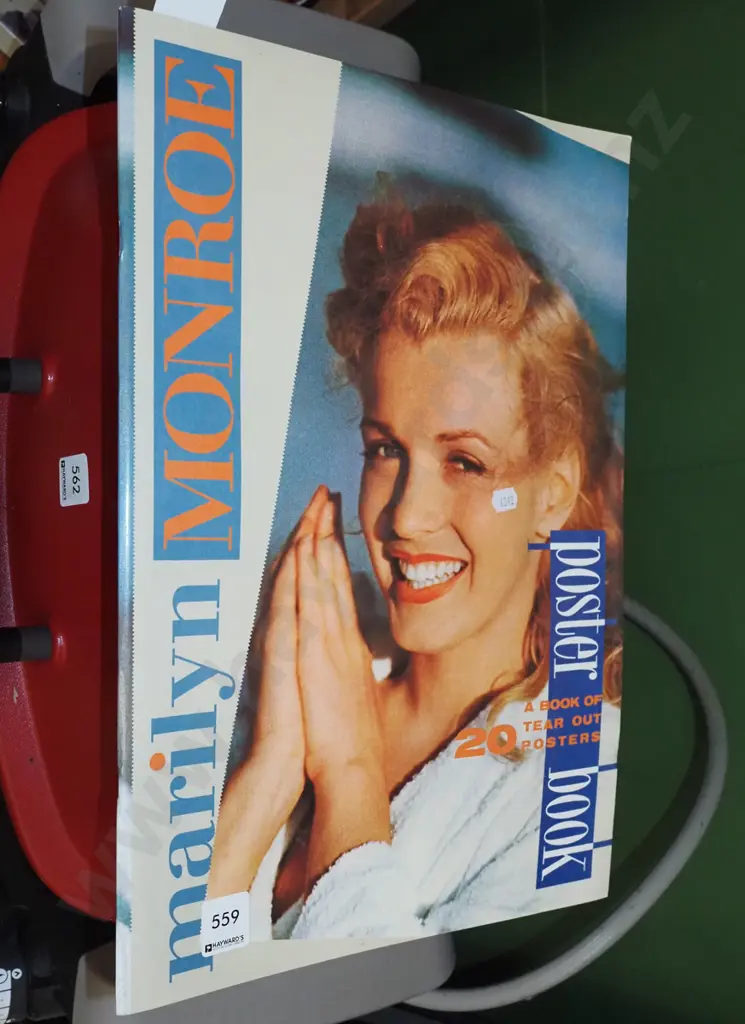 marilyn MONROE
poster book
A BOOK OF
20 TEAR OUT
POSTERS
559
HAYWARD'S
562
HAYWARD'S